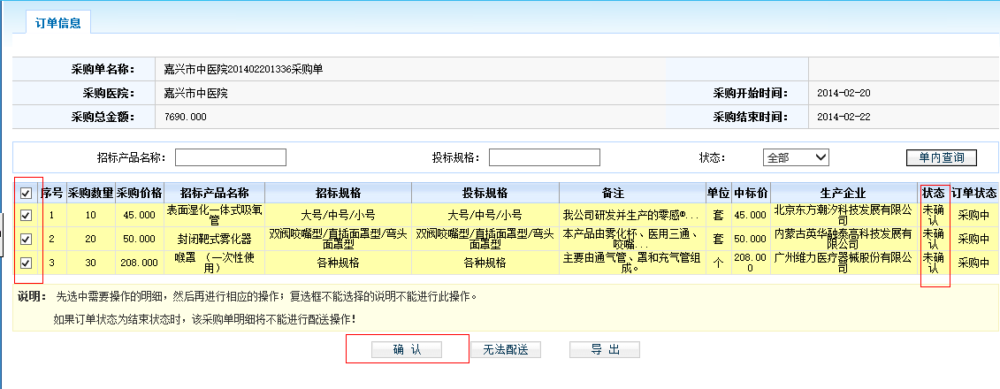 订单信息
采购单名称： 嘉兴市中医院201402201336采购单
采购医院： 嘉兴市中医院 采购开始时间： 2014-02-20
采购总金额： 7690.000 采购结束时间： 2014-02-22
招标产品名称： 投标规格： 状态： 全部 单内查询
序号 采购数量 采购价格 招标产品名称 招标规格 投标规格 备注 单位 中标价 生产企业 状态 订单状态
1 10 45.000 表面湿化一体式吸氧管 大号/中号/小号 大号/中号/小号 我公司研发并生产的零感®... 套 45.000 北京东方潮汐科技发展有限公司 未确认 采购中
2 20 50.000 封闭靶式雾化器 双阀咬嘴型/直插面罩型/弯头面罩型 双阀咬嘴型/直插面罩型/弯头面罩型 本产品由雾化杯、医用三通、咬嘴... 套 50.000 内蒙古英华融泰高科技发展有限公司 未确认 采购中
3 30 208.000 喉罩 （一次性使用） 各种规格 各种规格 主要由通气管、罩和充气管组成。 个 208.000 广州维力医疗器械股份有限公司 未确认 采购中
说明： 先选中需要操作的明细，然后再进行相应的操作；复选框不能选择的说明不能进行此操作。
如果订单状态为结束状态时，该采购单明细将不能进行配送操作！
确 认 无法配送 导 出